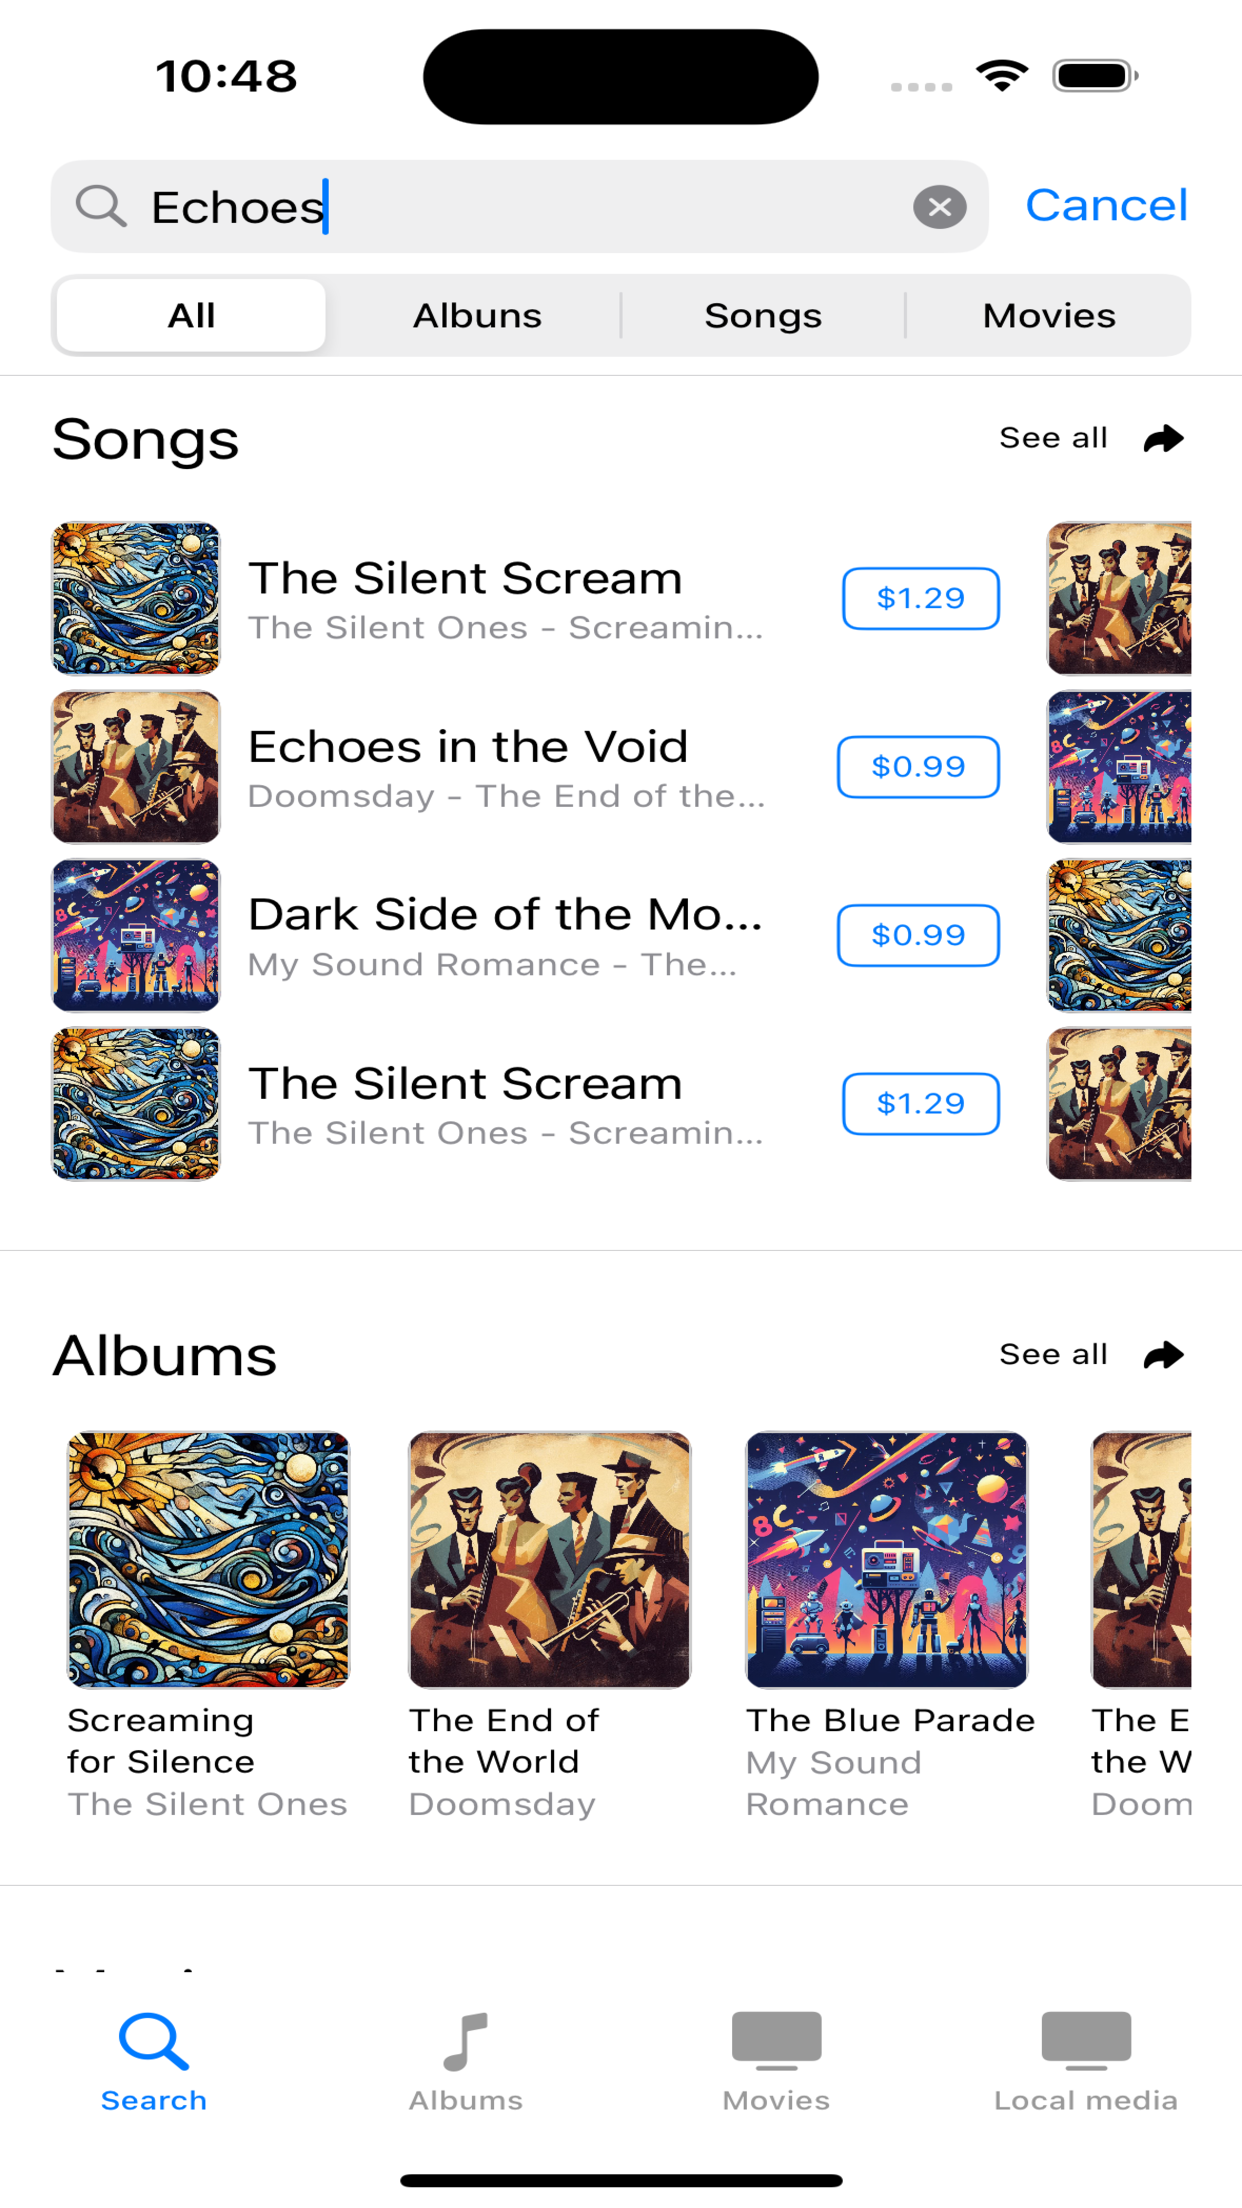 10:48
Echoes
Cancel
All
Albuns
Songs
Movies
Songs
See all
The Silent Scream
$1.29
The Silent Ones - Screamin...
Echoes in the Void
$0.99
Doomsday - The End of the...
Dark Side of the Mo...
$0.99
My Sound Romance - The...
The Silent Scream
$1.29
The Silent Ones - Screamin...
Albums
See all
8C
Screaming
for Silence
The Silent Ones
The End of
the World
Doomsday
The Blue Parade
My Sound
Romance
The E
the W
Doom
Search
Albums
Movies
Local media